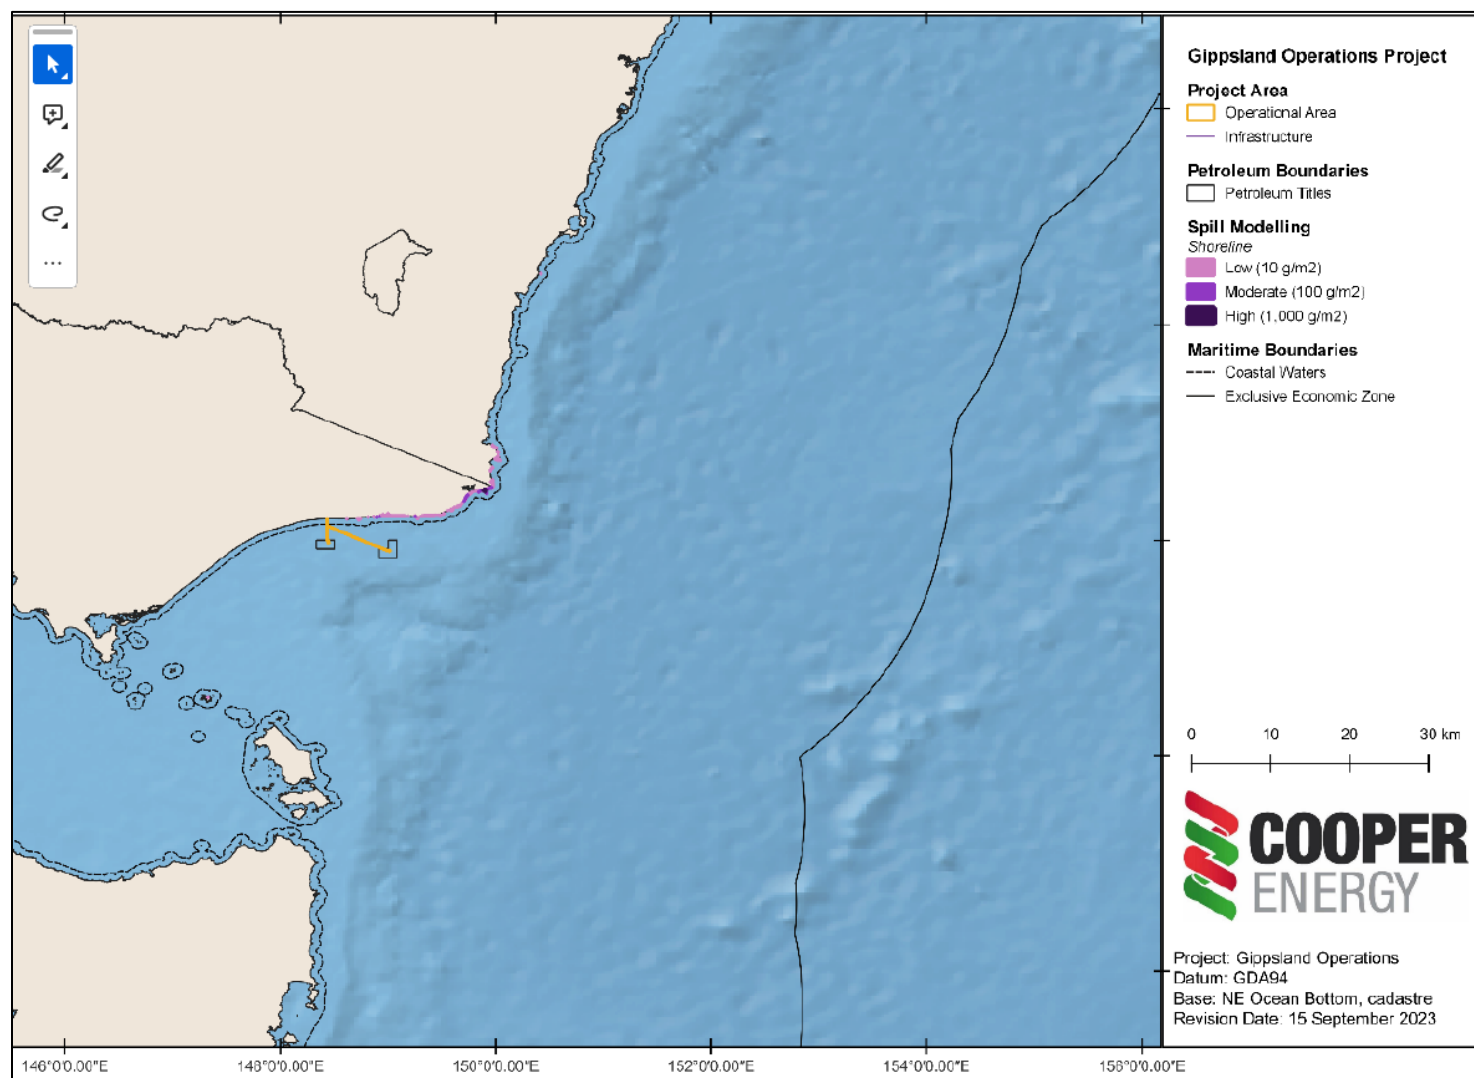 Gippsland Operations Project
Project Area
Operational Area
Infrastructure
Petroleum Boundaries
Petroleum Titles
Spill Modelling
Shoreline
Low (10 g/m2)
Moderate (100 g/m2)
High (1,000 g/m2)
Maritime Boundaries
Coastal Waters
Exclusive Economic Zone
0 10 20 30 km
COOPER
ENERGY
Project: Gippsland Operations
Datum: GDA94
Base: NE Ocean Bottom, cadastre
Revision Date: 15 September 2023
146°0'0.00"E 148°0'0.00"E 150°0'0.00"E 152°0'0.00"E 154°0'0.00"E 156°0'0.00"E